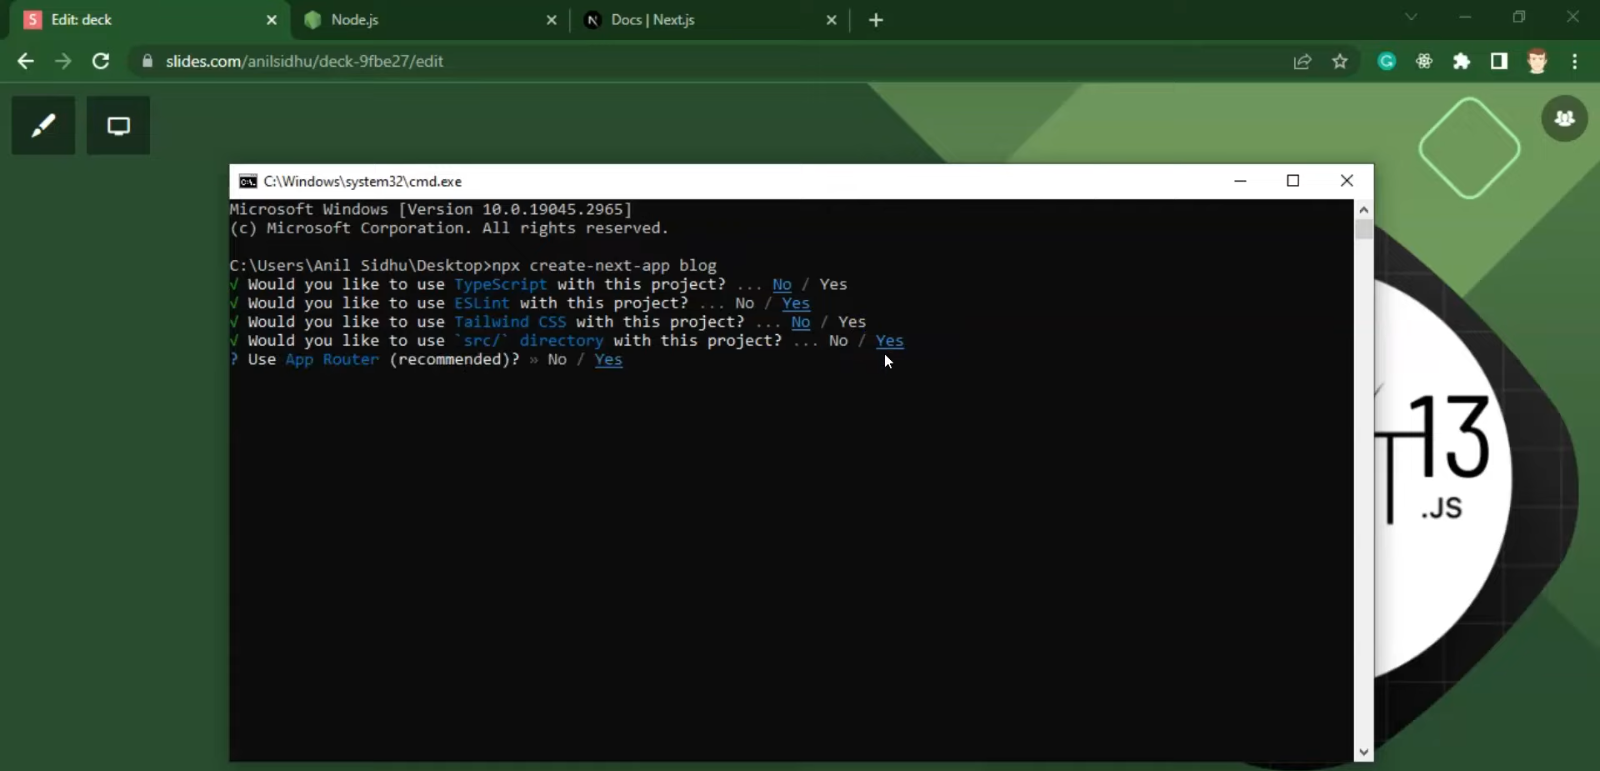 S Edit: deck
Node.js
N Docs | Next.js
slides.com/anilsidhu/deck-9fbe27/edit
C:\Windows\system32\cmd.exe
Microsoft Windows [Version 10.0.19045.2965]
(c) Microsoft Corporation. All rights reserved.
C:\Users\Anil Sidhu\Desktop>npx create-next-app blog
√ Would you like to use TypeScript with this project? ... No / Yes
√ Would you like to use ESLint with this project? ... No / Yes
√ Would you like to use Tailwind CSS with this project? ... No / Yes
√ Would you like to use `src/` directory with this project? ... No / Yes
? Use App Router (recommended)? » No / Yes
13
.JS